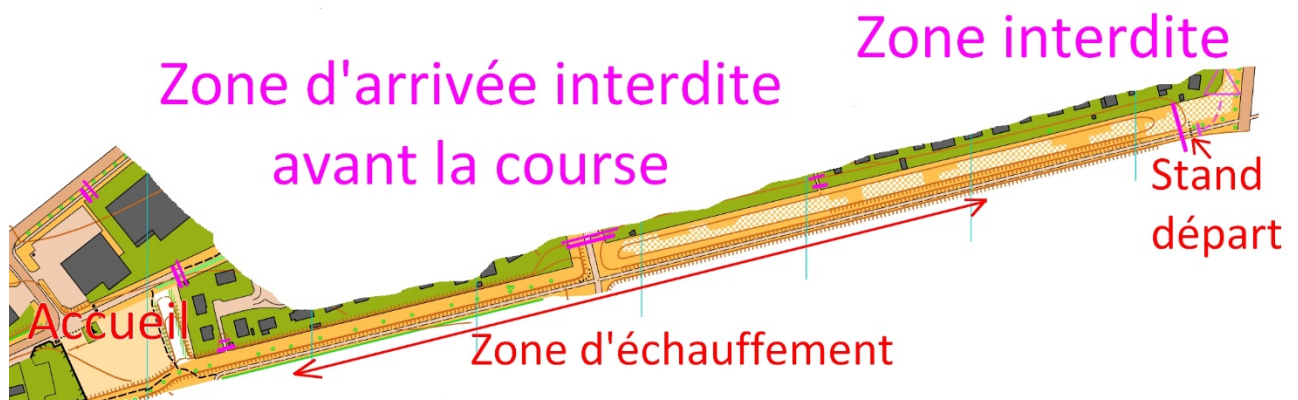 Zone interdite
Zone d'arrivée interdite
avant la course
Stand
départ
Accueil
Zone d'échauffement